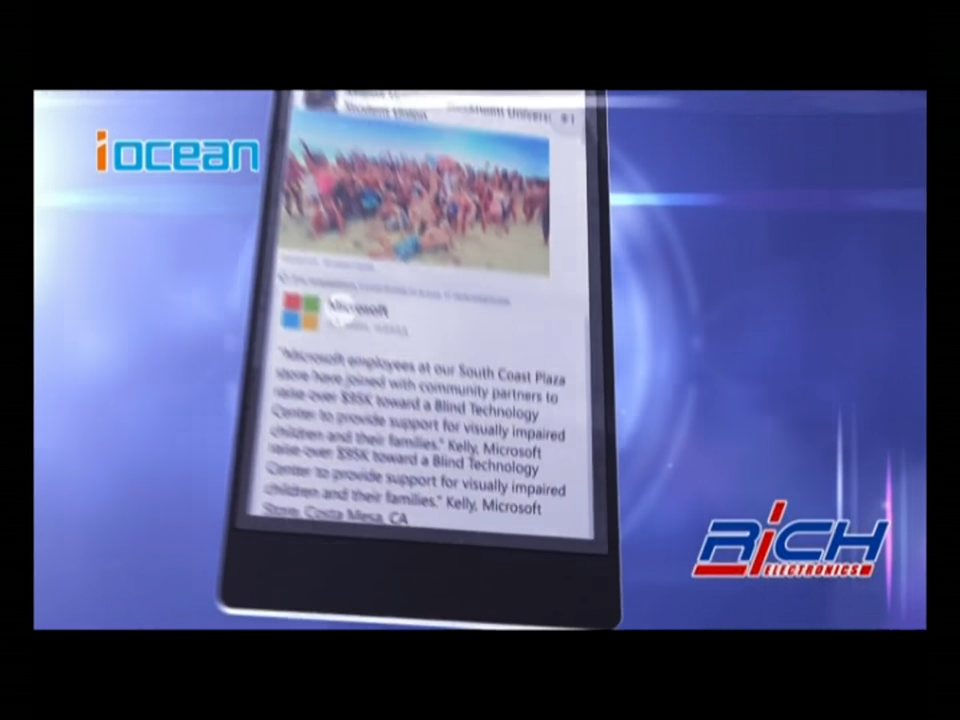 iocean
Microsoft
"Microsoft employees at our South Coast Plaza
store have joined with community partners to
raise over $95K toward a Blind Technology
Center to provide support for visually impaired
children and their families." Kelly, Microsoft
raise over $95K toward a Blind Technology
Center to provide support for visually impaired
children and their families." Kelly, Microsoft
Store, Costa Mesa, CA
RiCH
ELECTRONICS